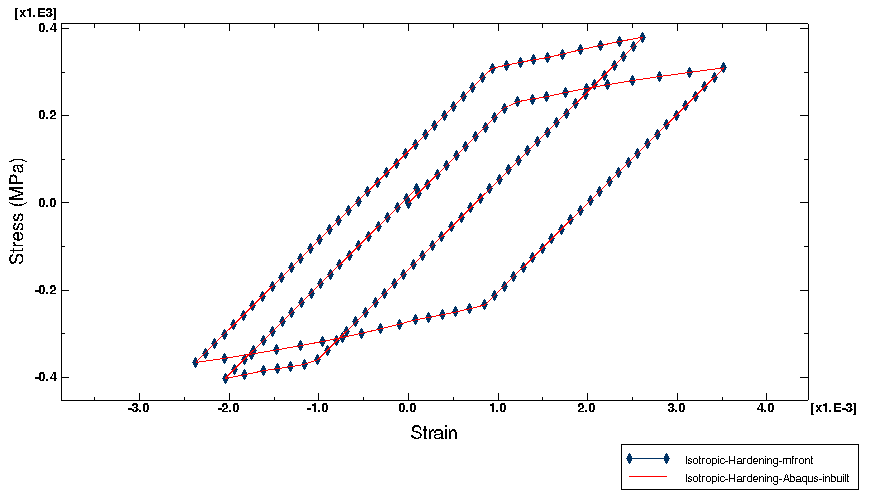 [x1.E3]
0.4
0.2
0.0
-0.2
-0.4
Stress (MPa)
-3.0 -2.0 -1.0 0.0 1.0 2.0 3.0 4.0 [x1.E-3]
Strain
Isotropic-Hardening-mfront
Isotropic-Hardening-Abaqus-inbuilt